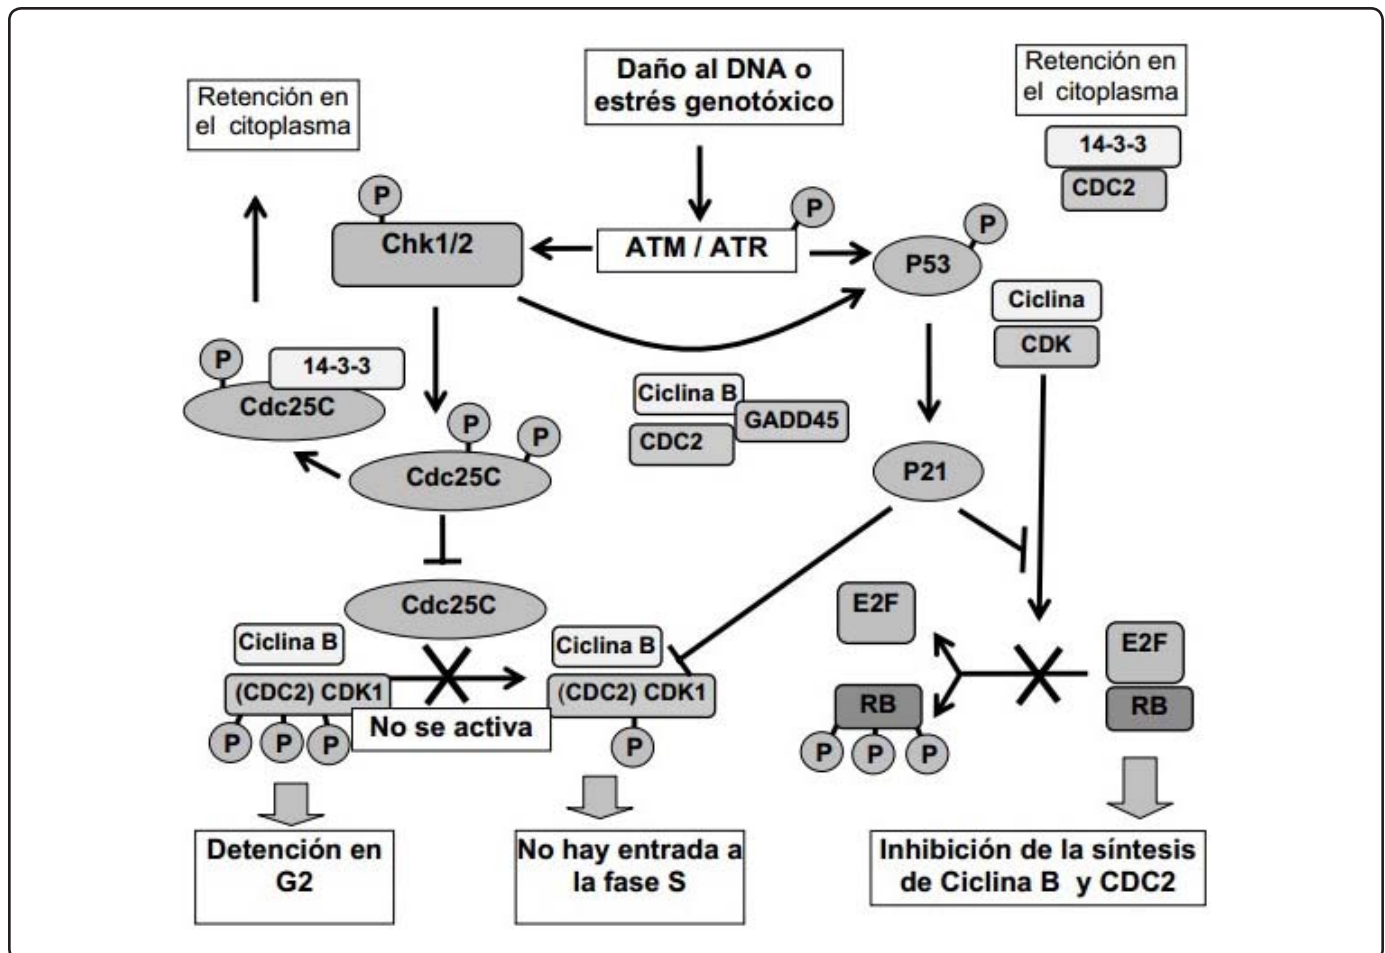 Daño al DNA o
estrés genotóxico
Retención en
el citoplasma
Retención en
el citoplasma
14-3-3
CDC2
P
Chk1/2
ATM / ATR
P
P53
P
Ciclina
CDK
P
14-3-3
Cdc25C
Ciclina B
GADD45
CDC2
P
P
Cdc25C
P21
Cdc25C
Ciclina B
(CDC2) CDK1
P
P
P
No se activa
Ciclina B
(CDC2) CDK1
P
E2F
RB
P
P
P
E2F
RB
Detención en
G2
No hay entrada a
la fase S
Inhibición de la síntesis
de Ciclina B y CDC2